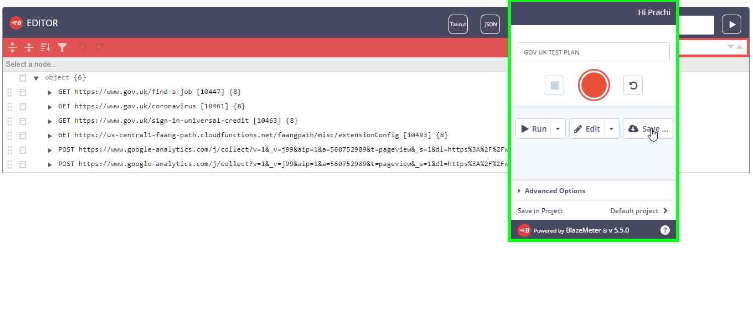 EDITOR
Taurus
JSON
Select a node...
object {6}
GET https://www.gov.uk/find-a-job [10447] {8}
GET https://www.gov.uk/coronavirus [10461] {6}
GET https://www.gov.uk/sign-in-universal-credit [10463] {8}
GET https://us-central1-faang-path.cloudfunctions.net/faangpath/misc/extensionConfig [10493] {8}
POST https://www.google-analytics.com/j/collect?v=1&_v=j99&aip=1&a=560752989&t=pageview&_s=1&dl=https%3A%2F%2Fw
POST https://www.google-analytics.com/j/collect?v=1&_v=j99&aip=1&a=560752989&t=pageview&_s=1&dl=https%3A%2F%2Fw
Hi Prachi
GOV UK TEST PLAN
Run
Edit
Save ...
Advanced Options
Save in Project
Default project
Powered by BlazeMeter ® v 5.5.0
?